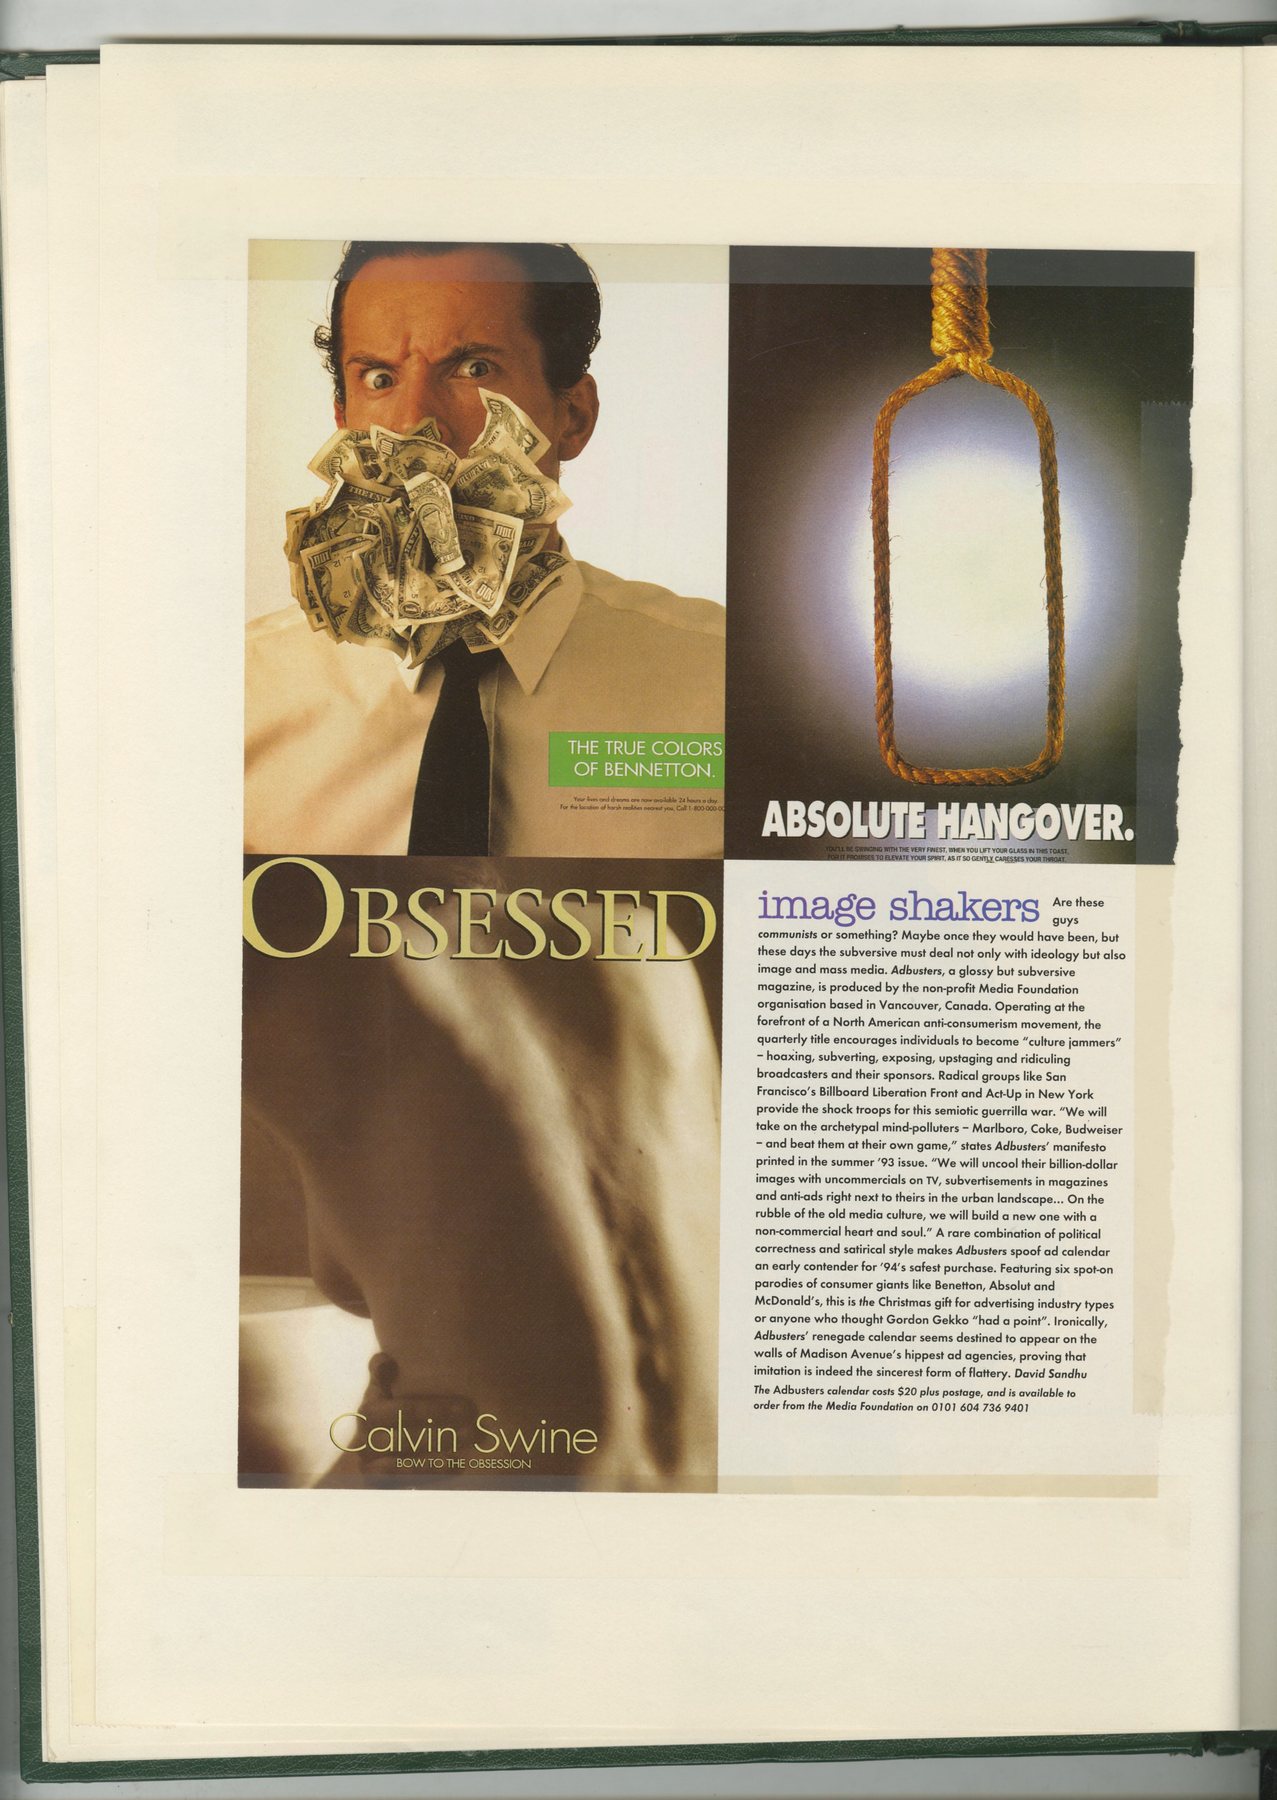 THE TRUE COLORS
OF BENNETTON.
Your lives and dreams are now available 24 hours a day.
For the location of harsh realities nearest you, Call 1-800-000-00
ABSOLUTE HANGOVER.
YOU'LL BE SWINGING WITH THE VERY FINEST, WHEN YOU LIFT YOUR GLASS IN THIS TOAST,
FOR IT PROMISES TO ELEVATE YOUR SPIRIT, AS IT SO GENTLY CARESSES YOUR THROAT.
OBSESSED
Calvin Swine
BOW TO THE OBSESSION
image shakers Are these
guys
communists or something? Maybe once they would have been, but
these days the subversive must deal not only with ideology but also
image and mass media. Adbusters, a glossy but subversive
magazine, is produced by the non-profit Media Foundation
organisation based in Vancouver, Canada. Operating at the
forefront of a North American anti-consumerism movement, the
quarterly title encourages individuals to become “culture jammers”
– hoaxing, subverting, exposing, upstaging and ridiculing
broadcasters and their sponsors. Radical groups like San
Francisco's Billboard Liberation Front and Act-Up in New York
provide the shock troops for this semiotic guerrilla war. “We will
take on the archetypal mind-polluters – Marlboro, Coke, Budweiser
– and beat them at their own game,” states Adbusters' manifesto
printed in the summer '93 issue. “We will uncool their billion-dollar
images with uncommercials on TV, subvertisements in magazines
and anti-ads right next to theirs in the urban landscape... On the
rubble of the old media culture, we will build a new one with a
non-commercial heart and soul.” A rare combination of political
correctness and satirical style makes Adbusters spoof ad calendar
an early contender for '94's safest purchase. Featuring six spot-on
parodies of consumer giants like Benetton, Absolut and
McDonald's, this is the Christmas gift for advertising industry types
or anyone who thought Gordon Gekko “had a point”. Ironically,
Adbusters' renegade calendar seems destined to appear on the
walls of Madison Avenue's hippest ad agencies, proving that
imitation is indeed the sincerest form of flattery. David Sandhu
The Adbusters calendar costs $20 plus postage, and is available to
order from the Media Foundation on 0101 604 736 9401